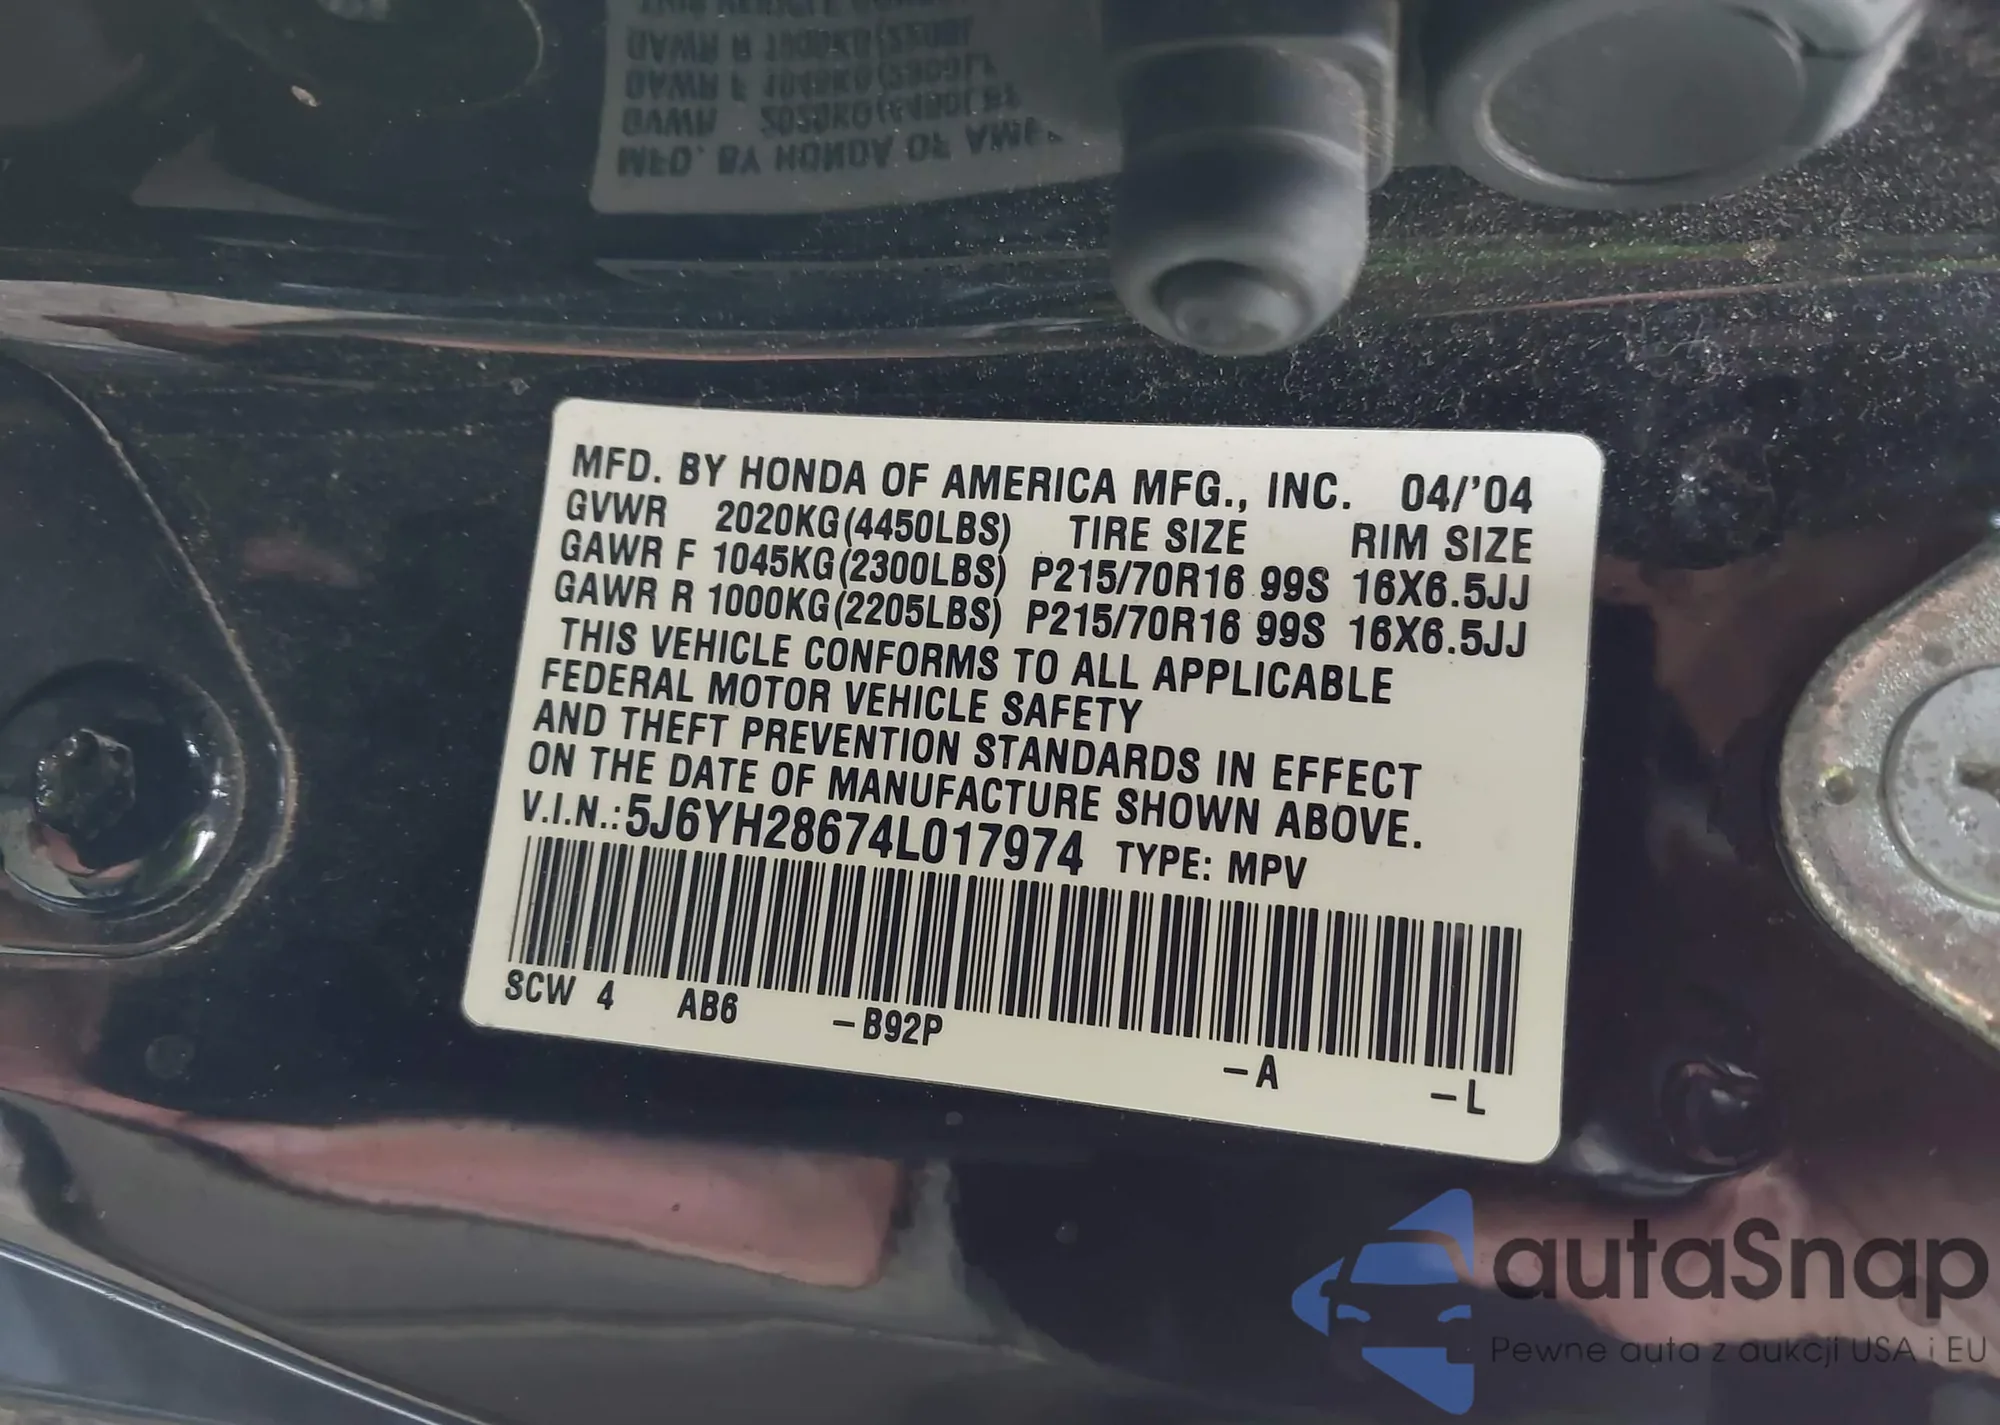 MFD. BY HONDA OF AMERICA MFG., INC. 04/'04
GVWR 2020KG(4450LBS) TIRE SIZE RIM SIZE
GAWR F 1045KG(2300LBS) P215/70R16 99S 16X6.5JJ
GAWR R 1000KG(2205LBS) P215/70R16 99S 16X6.5JJ
THIS VEHICLE CONFORMS TO ALL APPLICABLE
FEDERAL MOTOR VEHICLE SAFETY
AND THEFT PREVENTION STANDARDS IN EFFECT
ON THE DATE OF MANUFACTURE SHOWN ABOVE.
V.I.N.:5J6YH28674L017974 TYPE: MPV
SCW 4 AB6 -B92P -A -L
autaSnap
Pewne auta z aukcji USA i EU